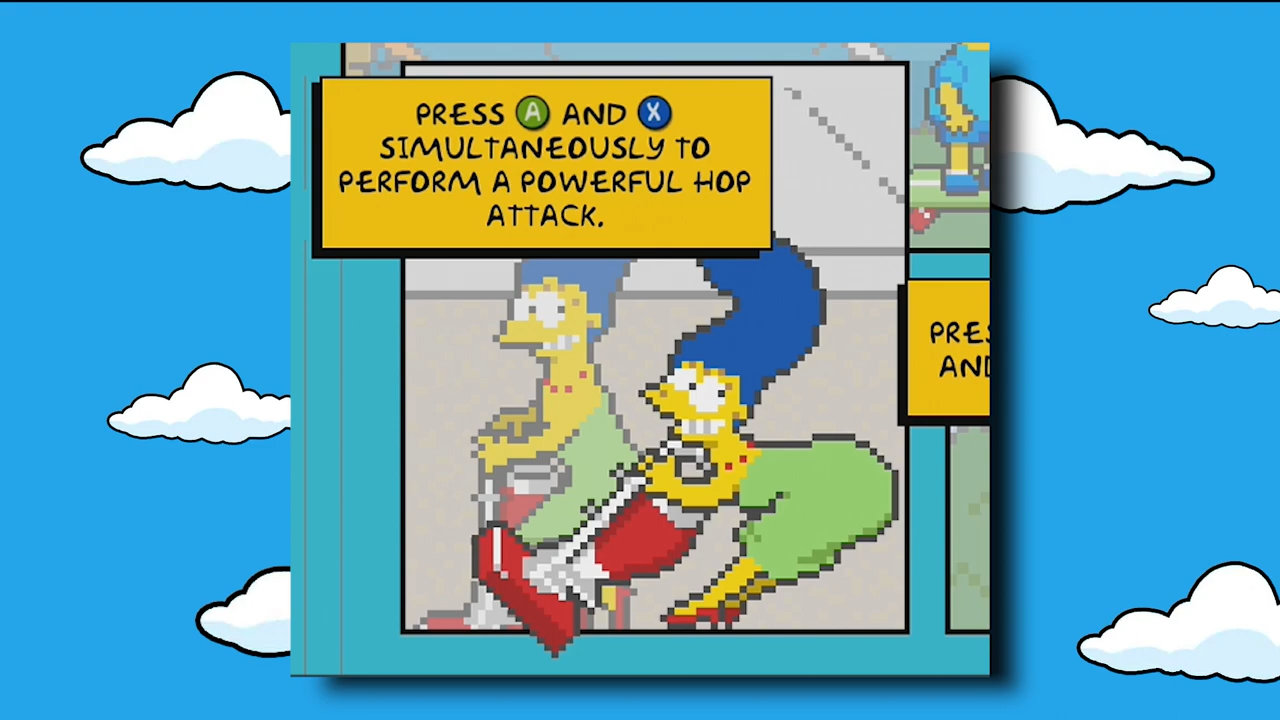 PRESS A AND X
SIMULTANEOUSLY TO
PERFORM A POWERFUL HOP
ATTACK.